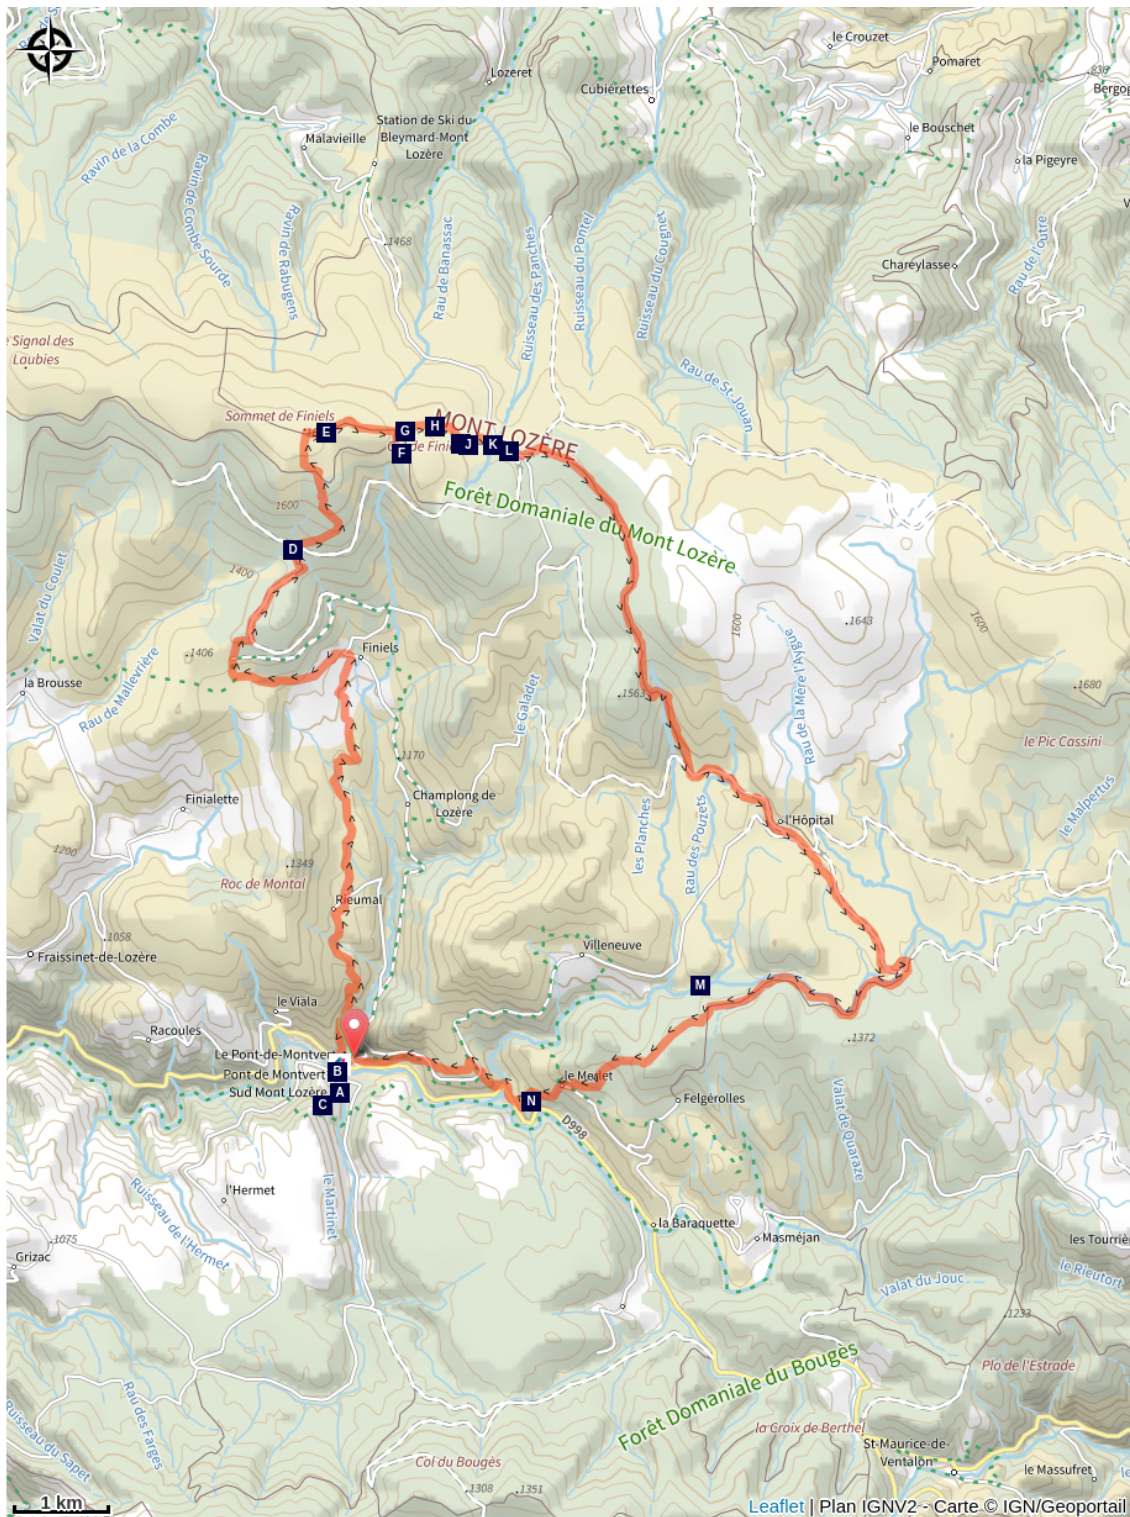 le Crouzet
Pomaret
Lozeret
.836
Cubiérettes
Bergog
Ravin de la Combe
Station de Ski du
Bleymard-Mont
Lozère
Malavieille
le Bouschet
la Pigeyre
Ravin de Combe Sourde
Ravin de Rabugens
Rau de Banassac
Ruisseau des Panches
Ruisseau du Pontel
Ruisseau du Cougnet
.1468
Chareylasse
Rau de l'outre
Signal des
Laubies
Rau de St-Jouan
Sommet de Finiels
MONT LOZÈRE
E
G
H
F
J
K
L
Forêt Domaniale du Mont Lozère
1600
D
1400
Valat du Coulet
1600
.1643
1600
Finiels
.1406
la Brousse
Rau de Mallevrière
.1563
le Galadet
Rau de la Mère l'Aygue
.1680
le Pic Cassini
.1170
Champlong de
Lozère
Finialette
les Planches
Rau des Pouzets
l'Hôpital
le Malpertus
1200
.1349
Roc de Montal
Rieumal
.1058
Fraissinet-de-Lozère
Villeneuve
M
le Viala
Racoules
.1372
Le Pont-de-Montvert
Pont de Montvert
Sud Mont Lozère
B
A
C
le Merlet
N
D998
Felgérolles
Valat de Quaraze
l'Hermet
le Martinet
Ruisseau de l'Hermet
la Baraquette
Masméjan
.1075
Grizac
les Tourriè
le Rieutort
Valat du Jouc
.1233
Plo de l'Estrade
Forêt Domaniale du Bougès
Rau des Farges
Ruisseau du Sapet
la Croix de Berthel
Col du Bougès
St-Maurice-de-
Ventalon
le Massufret
.1308
.1351
1 km
Leaflet | Plan IGNV2 - Carte © IGN/Geoportail